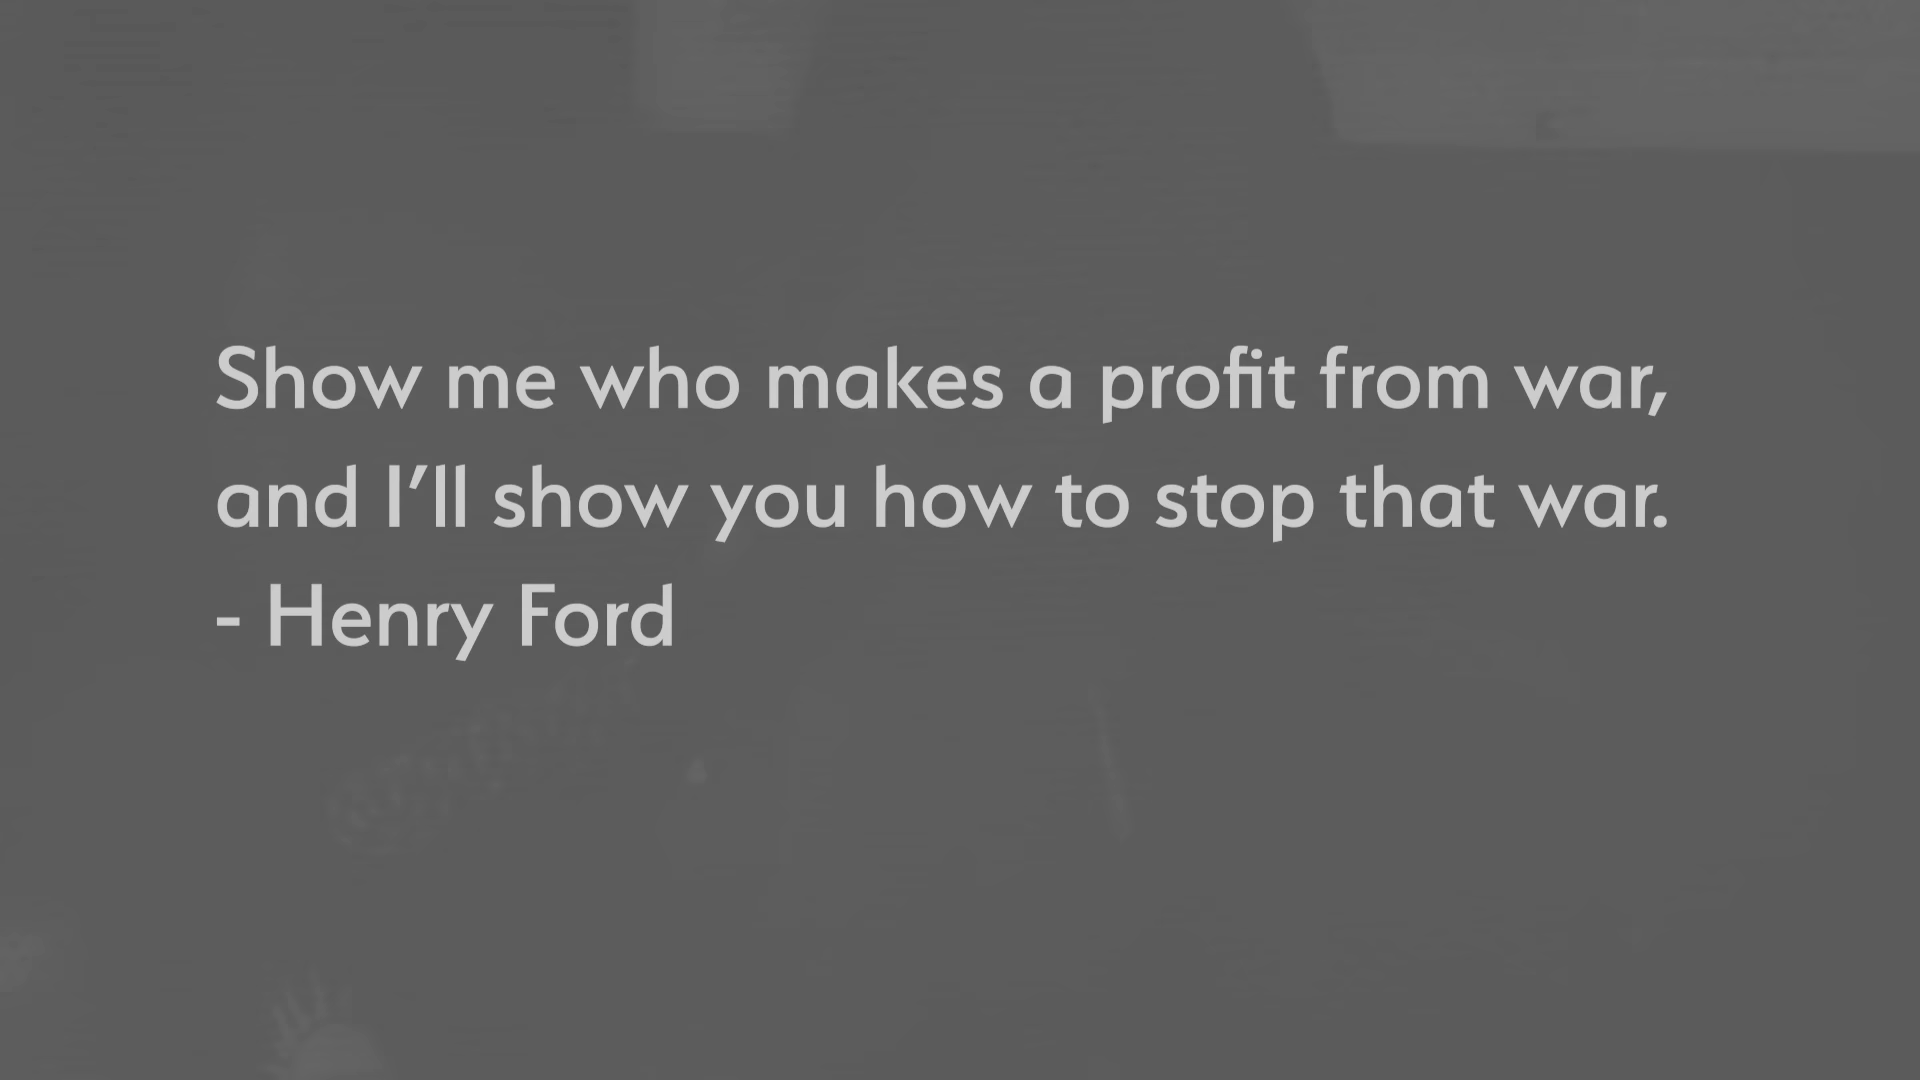 Show me who makes a profit from war,
and I’ll show you how to stop that war.
- Henry Ford